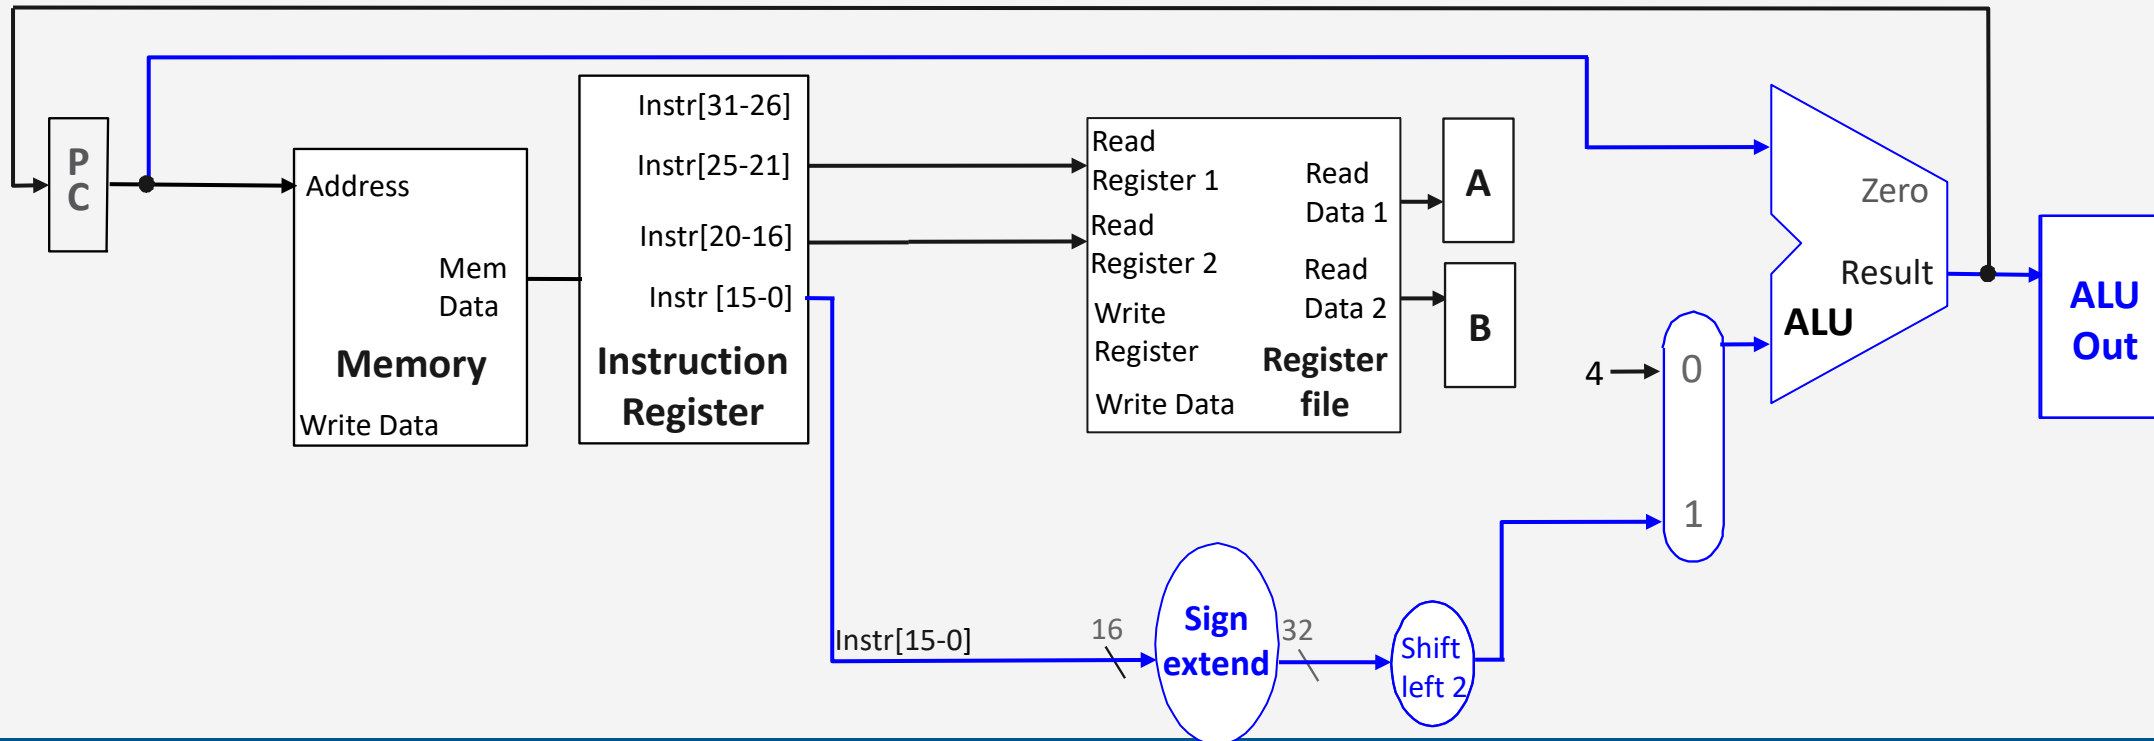 P
C
Address
Mem
Data
Memory
Write Data
Instr[31-26]
Instr[25-21]
Instr[20-16]
Instr [15-0]
Instruction
Register
Read
Register 1
Read
Register 2
Write
Register
Write Data
Read
Data 1
Read
Data 2
Register
file
A
B
4
0
1
Zero
Result
ALU
ALU
Out
Instr[15-0]
16
Sign
extend
32
Shift
left 2